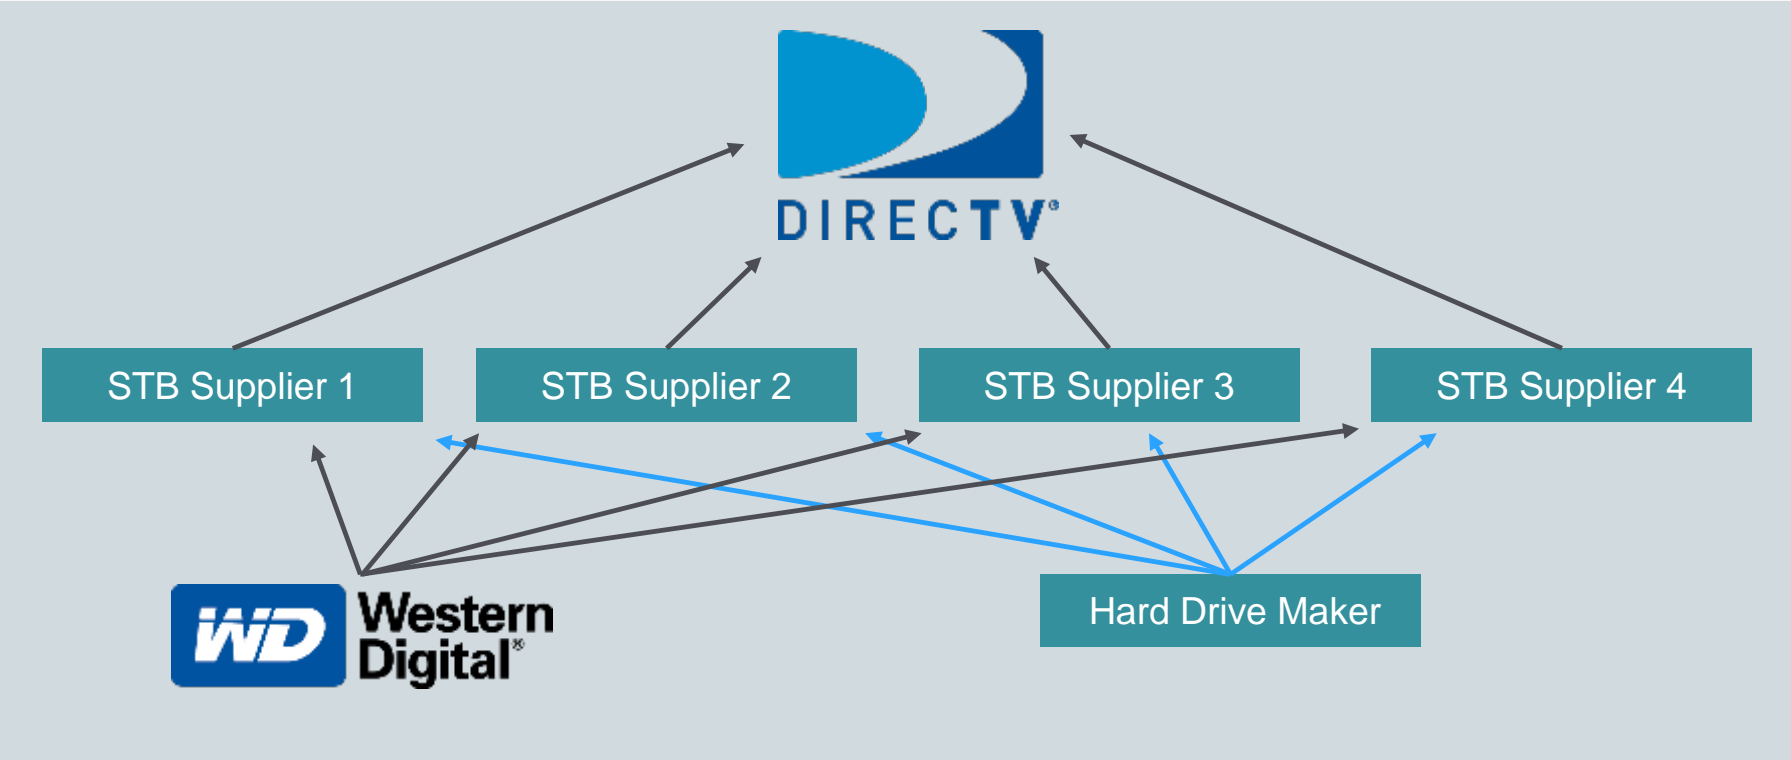 DIRECTV®
STB Supplier 1
STB Supplier 2
STB Supplier 3
STB Supplier 4
WD
Western
Digital®
Hard Drive Maker